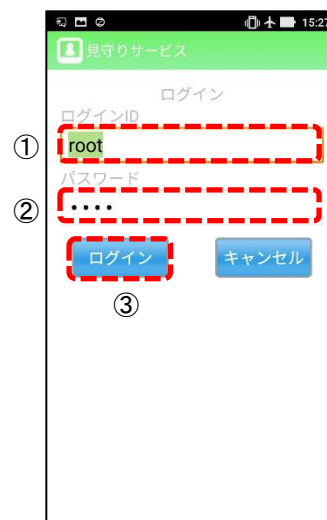 15:27
見守りサービス
ログイン
ログインID
① root
パスワード
② ••••
ログイン キャンセル
③